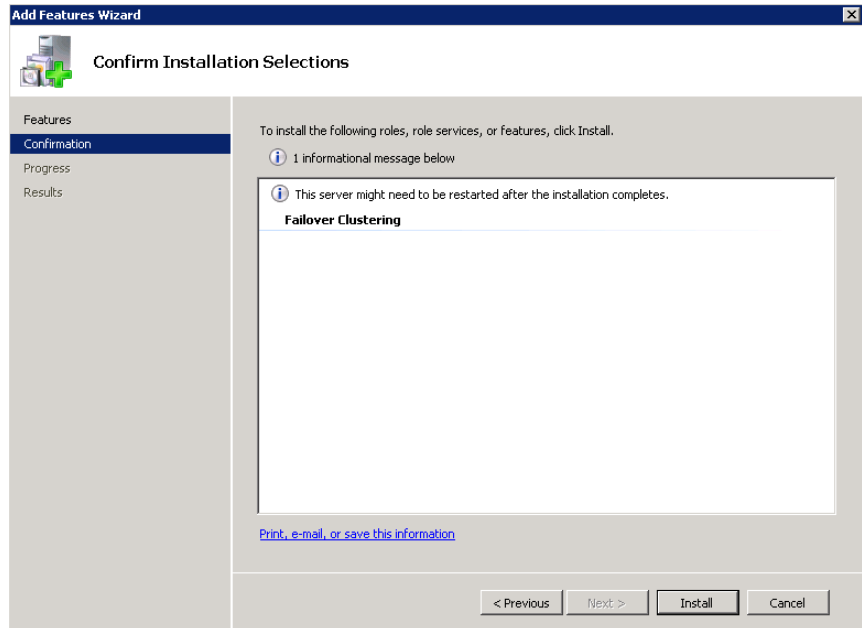 Add Features Wizard
Confirm Installation Selections
Features
Confirmation
Progress
Results
To install the following roles, role services, or features, click Install.
1 informational message below
This server might need to be restarted after the installation completes.
Failover Clustering
Print, e-mail, or save this information
< Previous
Next >
Install
Cancel